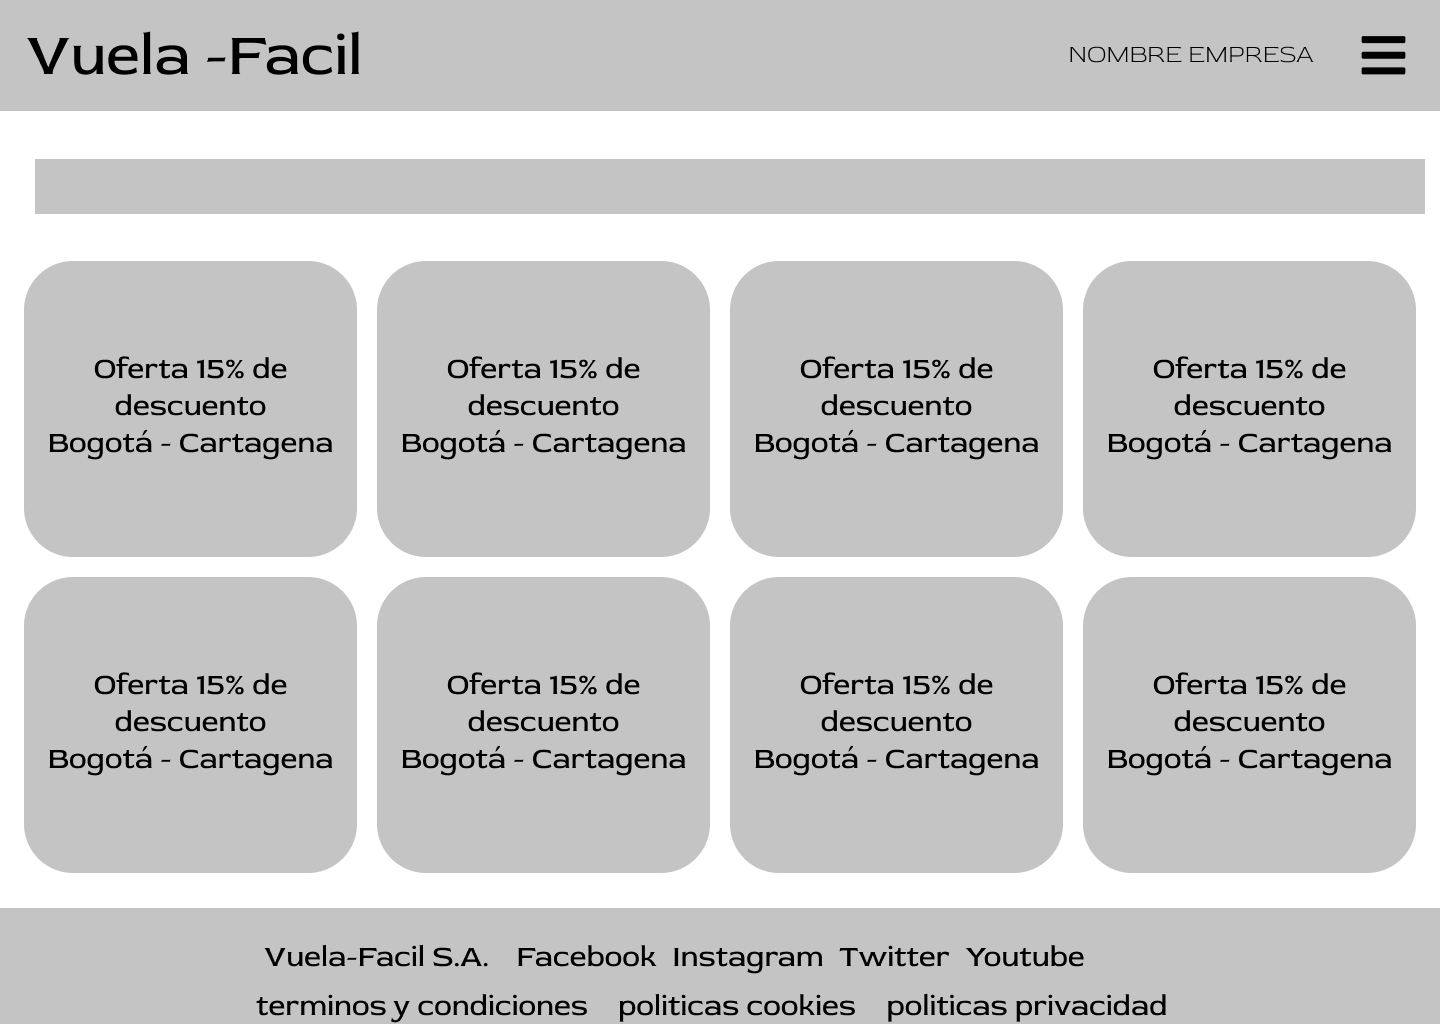 Vuela -Facil
NOMBRE EMPRESA
Oferta 15% de
descuento
Bogotá - Cartagena
Oferta 15% de
descuento
Bogotá - Cartagena
Oferta 15% de
descuento
Bogotá - Cartagena
Oferta 15% de
descuento
Bogotá - Cartagena
Oferta 15% de
descuento
Bogotá - Cartagena
Oferta 15% de
descuento
Bogotá - Cartagena
Oferta 15% de
descuento
Bogotá - Cartagena
Oferta 15% de
descuento
Bogotá - Cartagena
Vuela-Facil S.A. Facebook Instagram Twitter Youtube
terminos y condiciones politicas cookies politicas privacidad